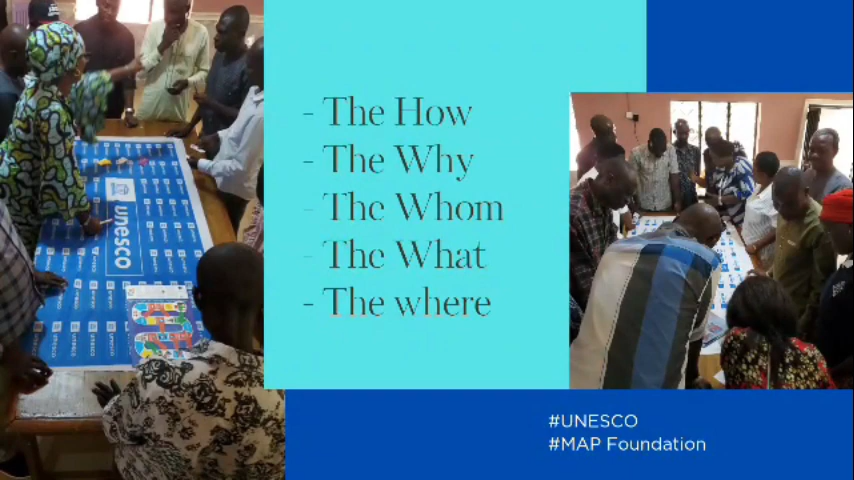 unesco
- The How
- The Why
- The Whom
- The What
- The where
#UNESCO
#MAP Foundation